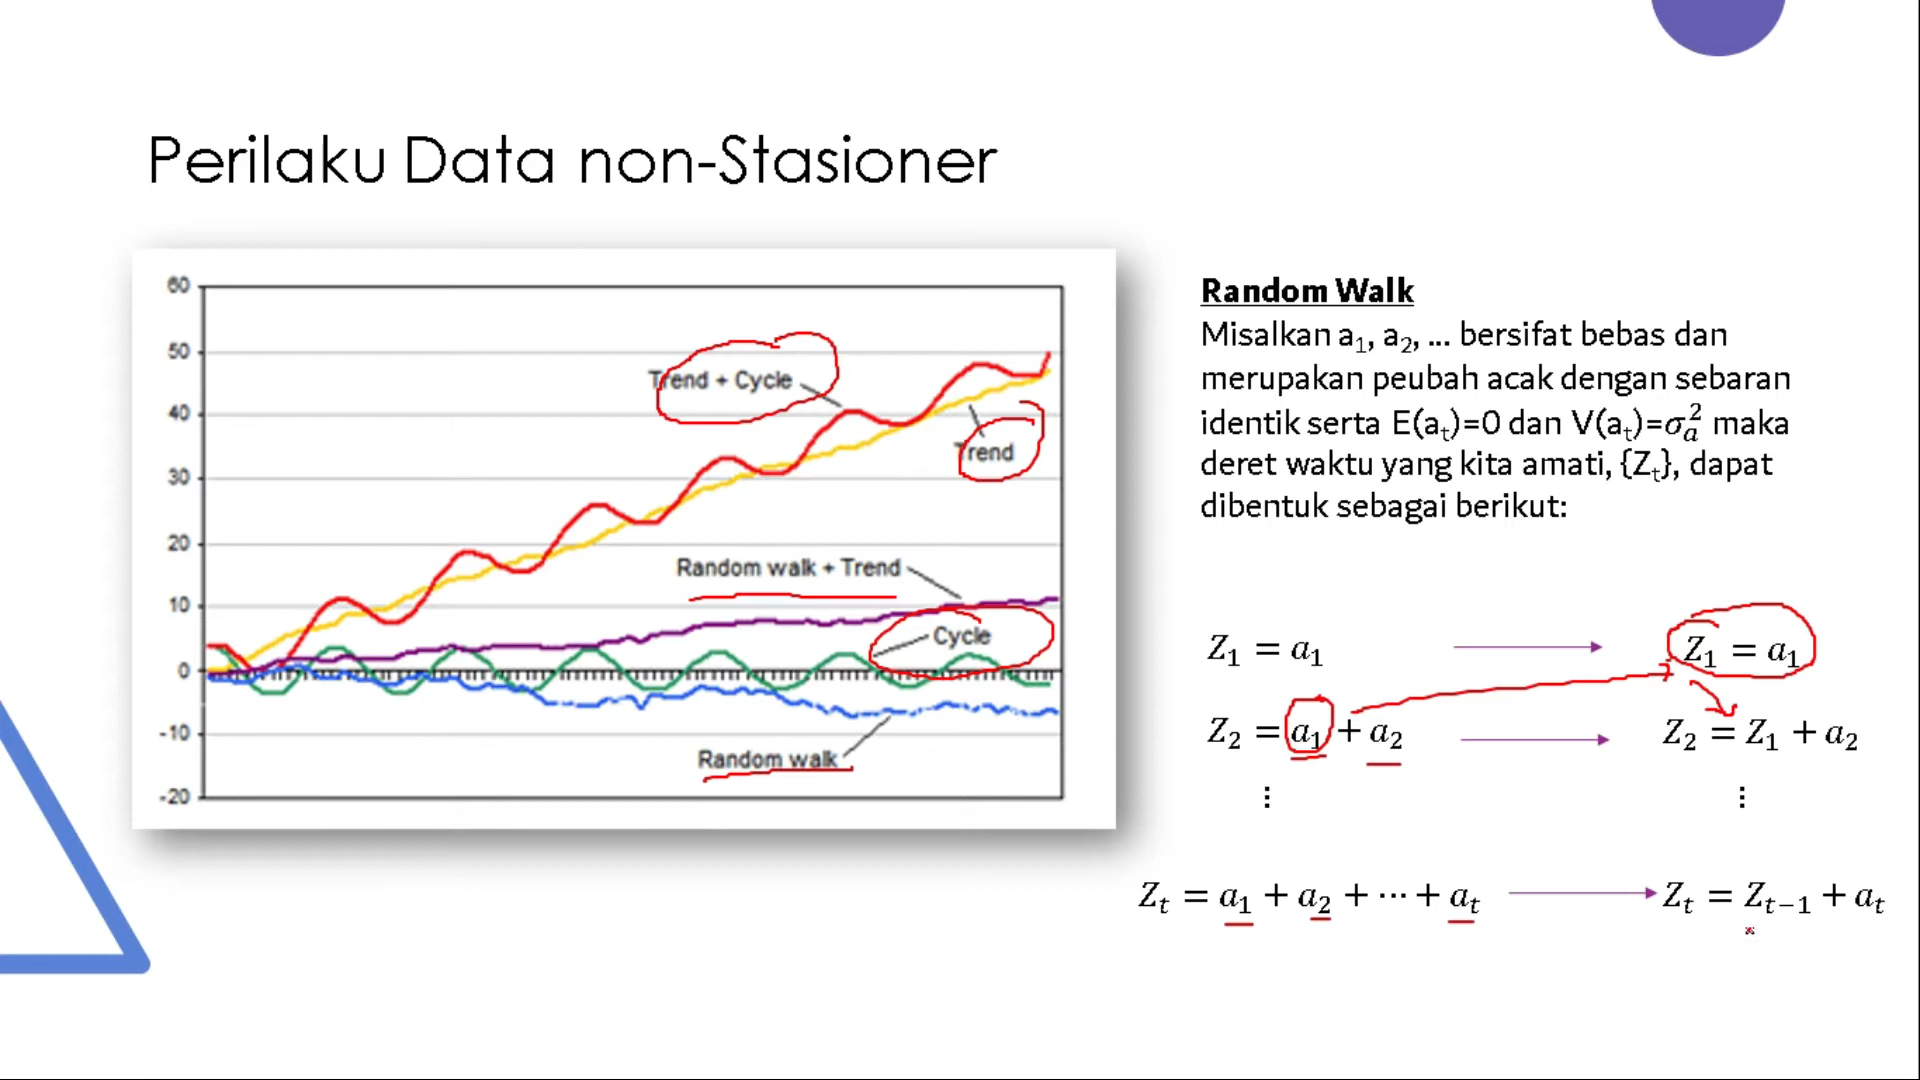 Perilaku Data non-Stasioner
60
50
40
30
20
10
0
-10
-20
Trend + Cycle
Trend
Random walk + Trend
Cycle
Random walk
Random Walk
Misalkan a₁, a₂, ... bersifat bebas dan
merupakan peubah acak dengan sebaran
identik serta E(aₜ)=0 dan V(aₜ)=σₐ² maka
deret waktu yang kita amati, {Zₜ}, dapat
dibentuk sebagai berikut:
Z₁ = a₁
Z₁ = a₁
Z₂ = a₁ + a₂
Z₂ = Z₁ + a₂
⋮
⋮
Zₜ = a₁ + a₂ + ⋯ + aₜ
Zₜ = Zₜ₋₁ + aₜ